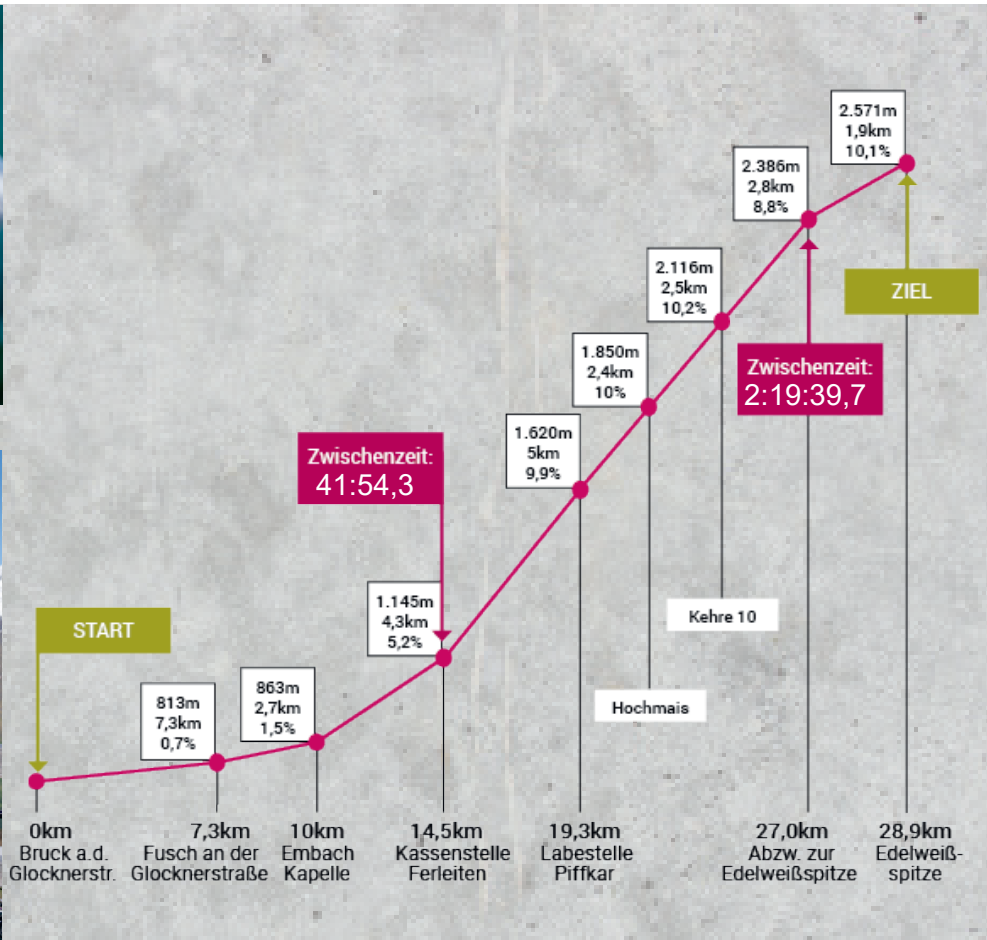 2.571m
1,9km
10,1%
2.386m
2,8km
8,8%
ZIEL
2.116m
2,5km
10,2%
1.850m
2,4km
10%
Zwischenzeit:
2:19:39,7
1.620m
5km
9,9%
Zwischenzeit:
41:54,3
1.145m
4,3km
5,2%
START
Kehre 10
813m
7,3km
0,7%
863m
2,7km
1,5%
Hochmais
0km
Bruck a.d.
Glocknerstr.
7,3km
Fusch an der
Glocknerstraße
10km
Embach
Kapelle
14,5km
Kassenstelle
Ferleiten
19,3km
Labestelle
Piffkar
27,0km
Abzw. zur
Edelweißspitze
28,9km
Edelweiß-
spitze